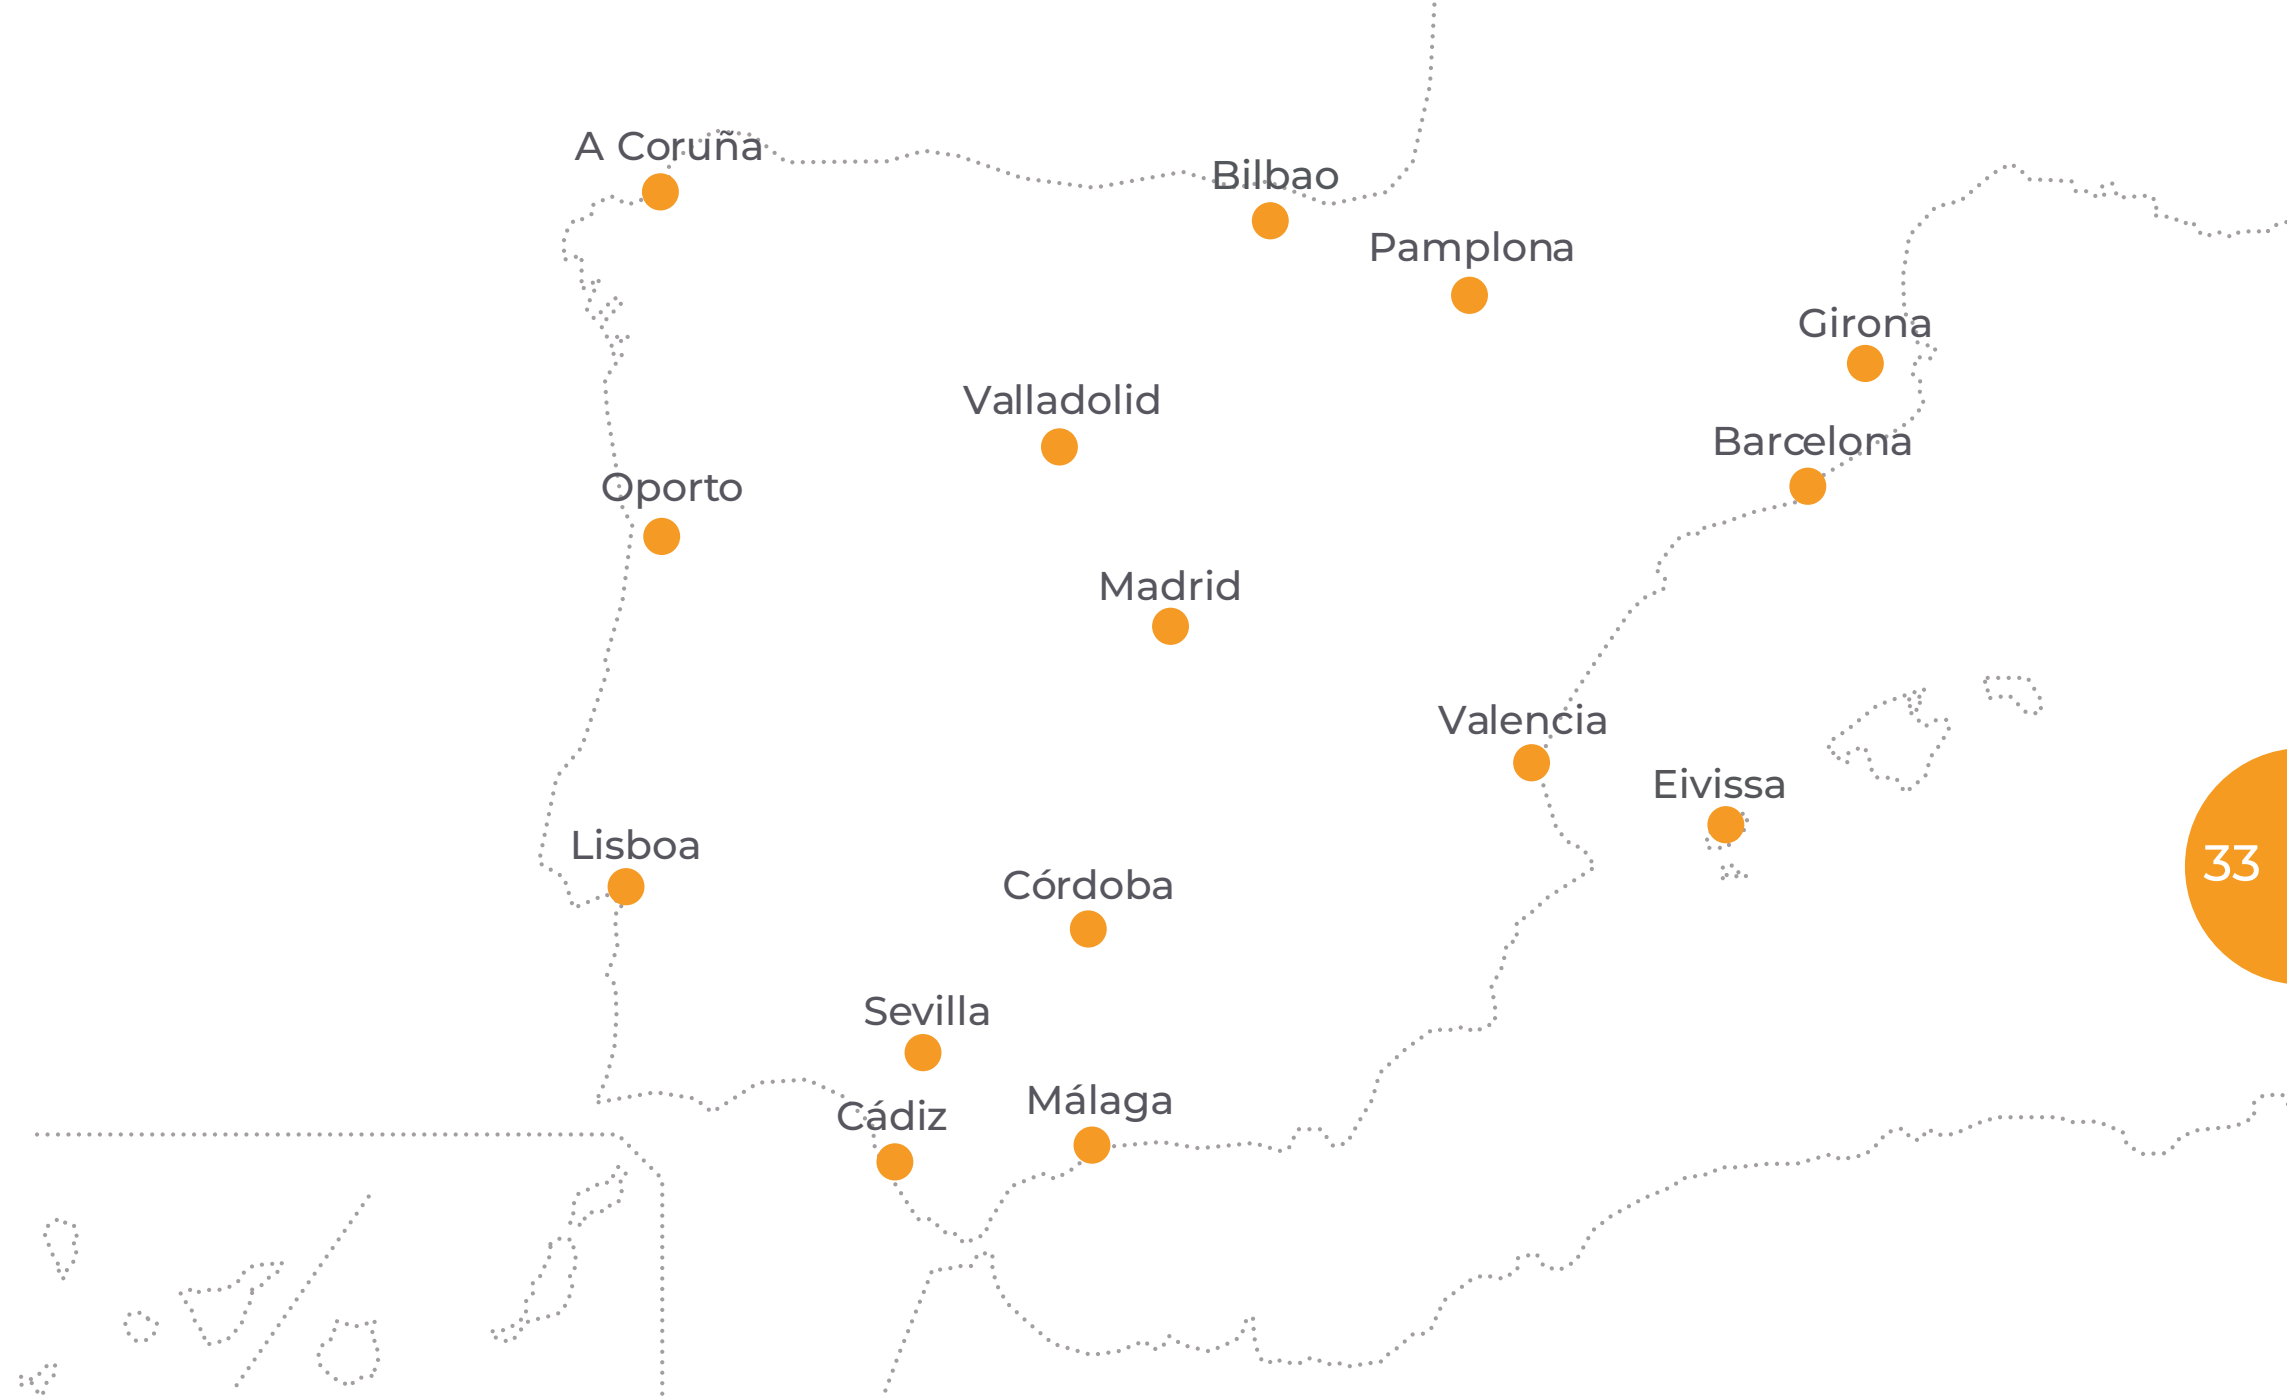 A Coruña
Bilbao
Pamplona
Girona
Valladolid
Barcelona
Oporto
Madrid
Valencia
Eivissa
Lisboa
33
Córdoba
Sevilla
Málaga
Cádiz